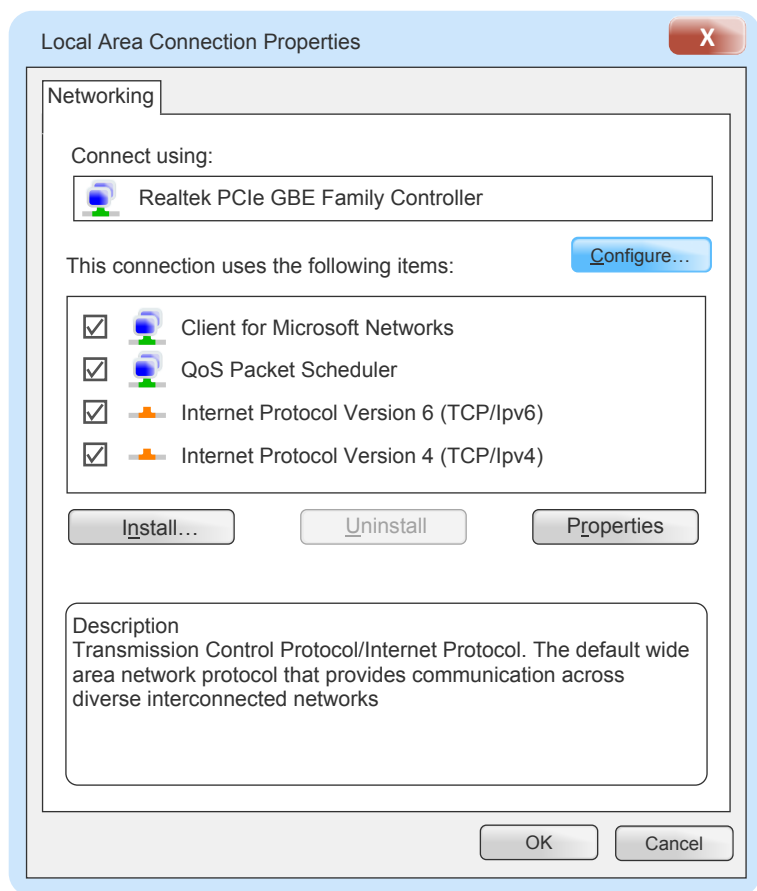 Local Area Connection Properties
X
Networking
Connect using:
Realtek PCIe GBE Family Controller
This connection uses the following items:
Configure…
Client for Microsoft Networks
QoS Packet Scheduler
Internet Protocol Version 6 (TCP/Ipv6)
Internet Protocol Version 4 (TCP/Ipv4)
Install…
Uninstall
Properties
Description
Transmission Control Protocol/Internet Protocol. The default wide
area network protocol that provides communication across
diverse interconnected networks
OK
Cancel